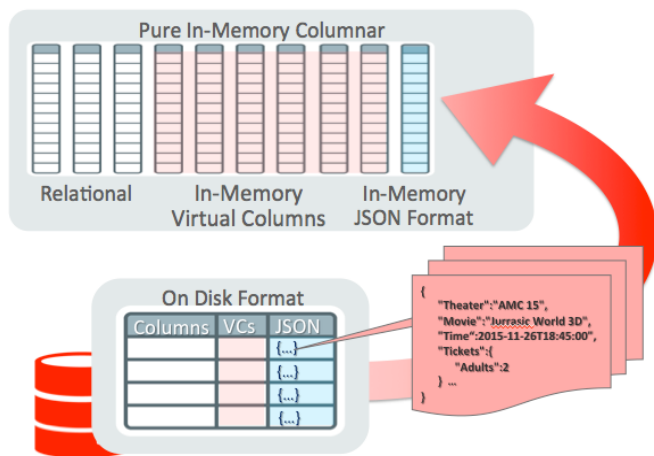 Pure In-Memory Columnar
Relational
In-Memory
Virtual Columns
In-Memory
JSON Format
On Disk Format
Columns VCs JSON
{...}
{...}
{...}
{...}
{
"Theater":"AMC 15",
"Movie":"Jurrasic World 3D",
"Time":2015-11-26T18:45:00",
"Tickets":{
"Adults":2
} ...
}